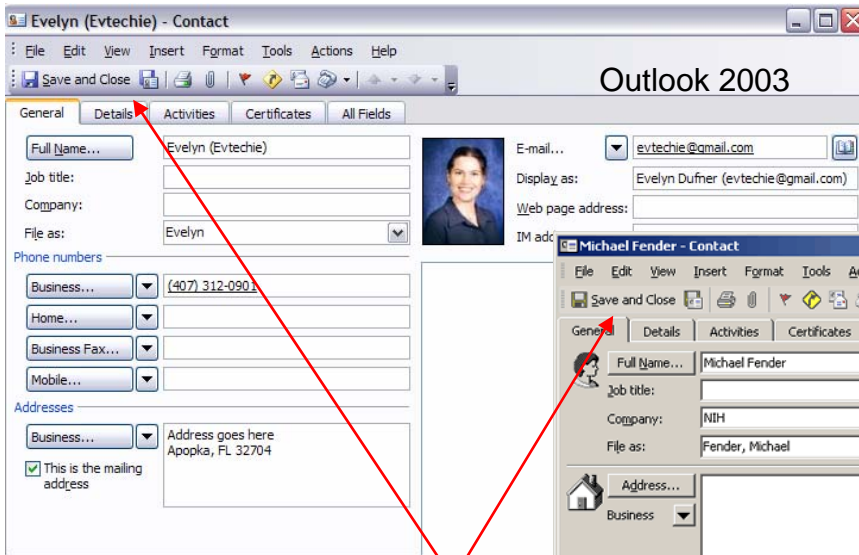 Evelyn (Evtechie) - Contact
File Edit View Insert Format Tools Actions Help
Save and Close
Outlook 2003
General Details Activities Certificates All Fields
Full Name... Evelyn (Evtechie)
Job title:
Company:
File as: Evelyn
Phone numbers
Business... (407) 312-0901
Home...
Business Fax...
Mobile...
Addresses
Business... Address goes here
Apopka, FL 32704
This is the mailing
address
E-mail... evtechie@gmail.com
Display as: Evelyn Dufner (evtechie@gmail.com)
Web page address:
IM add
Michael Fender - Contact
File Edit View Insert Format Tools
Save and Close
General Details Activities Certificates
Full Name... Michael Fender
Job title:
Company: NIH
File as: Fender, Michael
Address...
Business